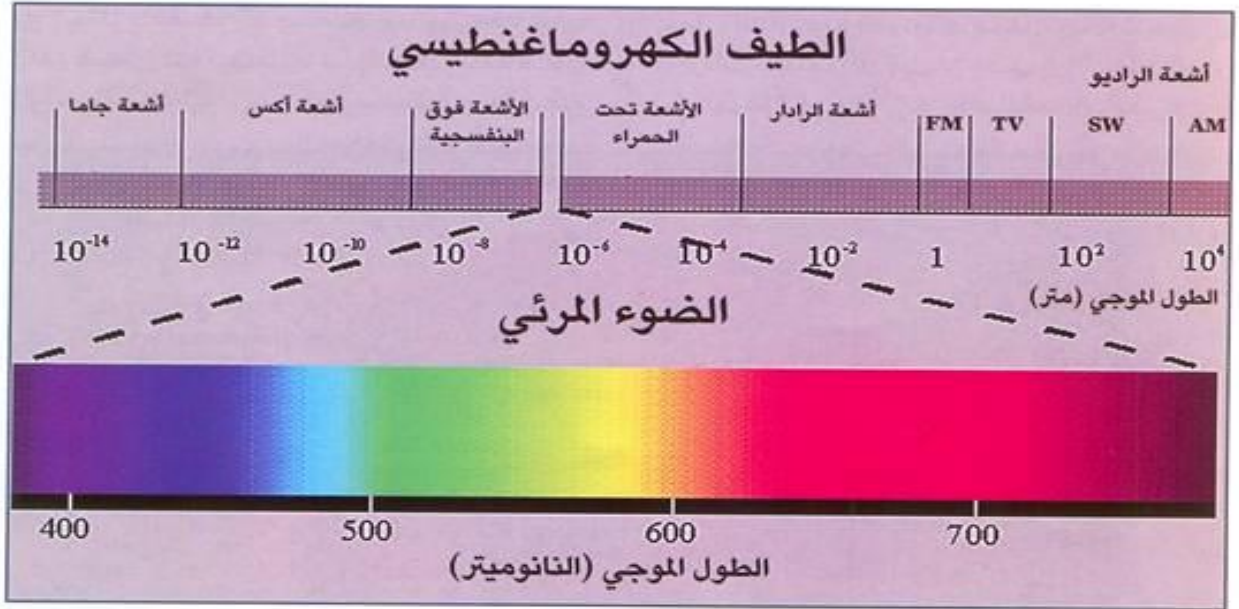 الطيف الكهروماغنطيسي
أشعة الراديو
أشعة جاما
أشعة أكس
الأشعة فوق
البنفسجية
الأشعة تحت
الحمراء
أشعة الرادار
FM
TV
SW
AM
10⁻¹⁴ 10⁻¹² 10⁻¹⁰ 10⁻⁸ 10⁻⁶ 10⁻⁴ 10⁻² 1 10² 10⁴
الطول الموجي (متر)
الضوء المرئي
400 500 600 700
الطول الموجي (النانوميتر)